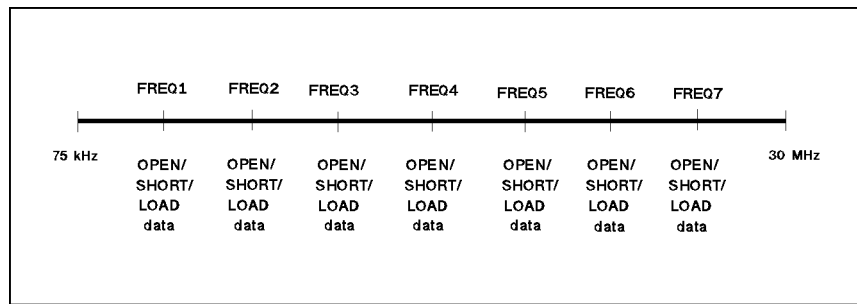 FREQ1 FREQ2 FREQ3 FREQ4 FREQ5 FREQ6 FREQ7
75 kHz 30 MHz
OPEN/ OPEN/ OPEN/ OPEN/ OPEN/ OPEN/ OPEN/
SHORT/ SHORT/ SHORT/ SHORT/ SHORT/ SHORT/ SHORT/
LOAD LOAD LOAD LOAD LOAD LOAD LOAD
data data data data data data data